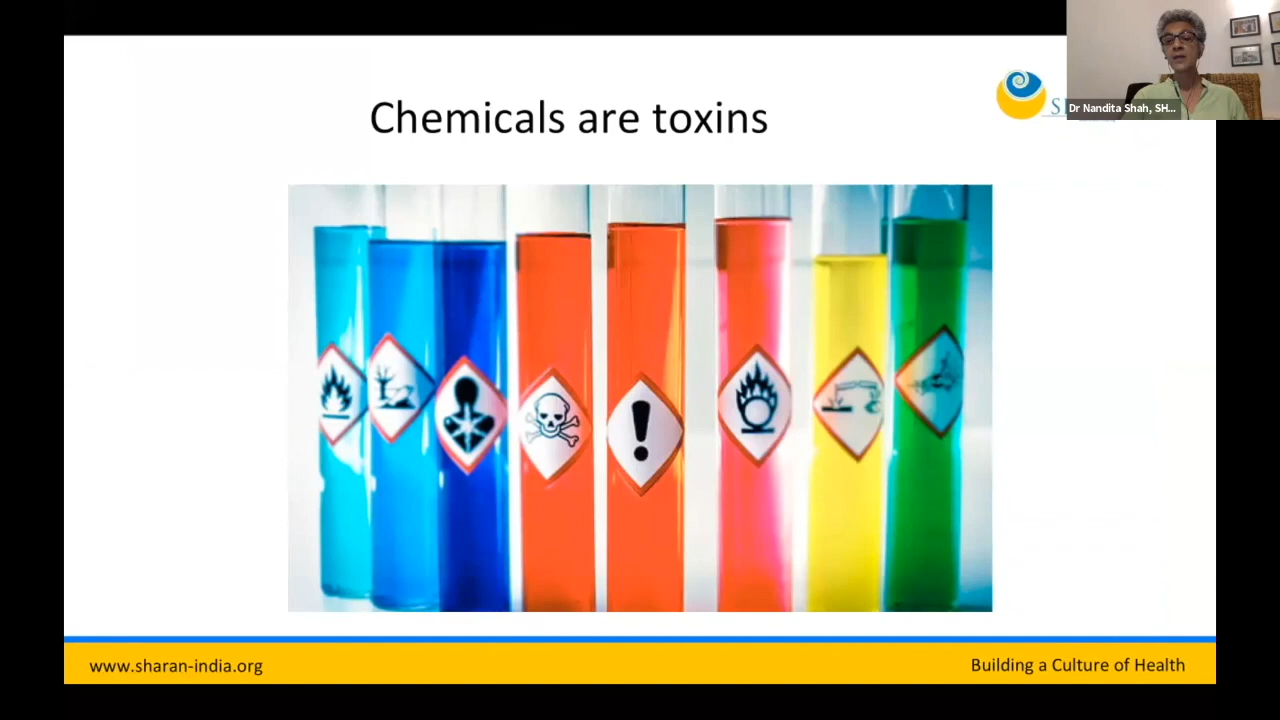 Chemicals are toxins
Dr Nandita Shah, SH...
www.sharan-india.org
Building a Culture of Health